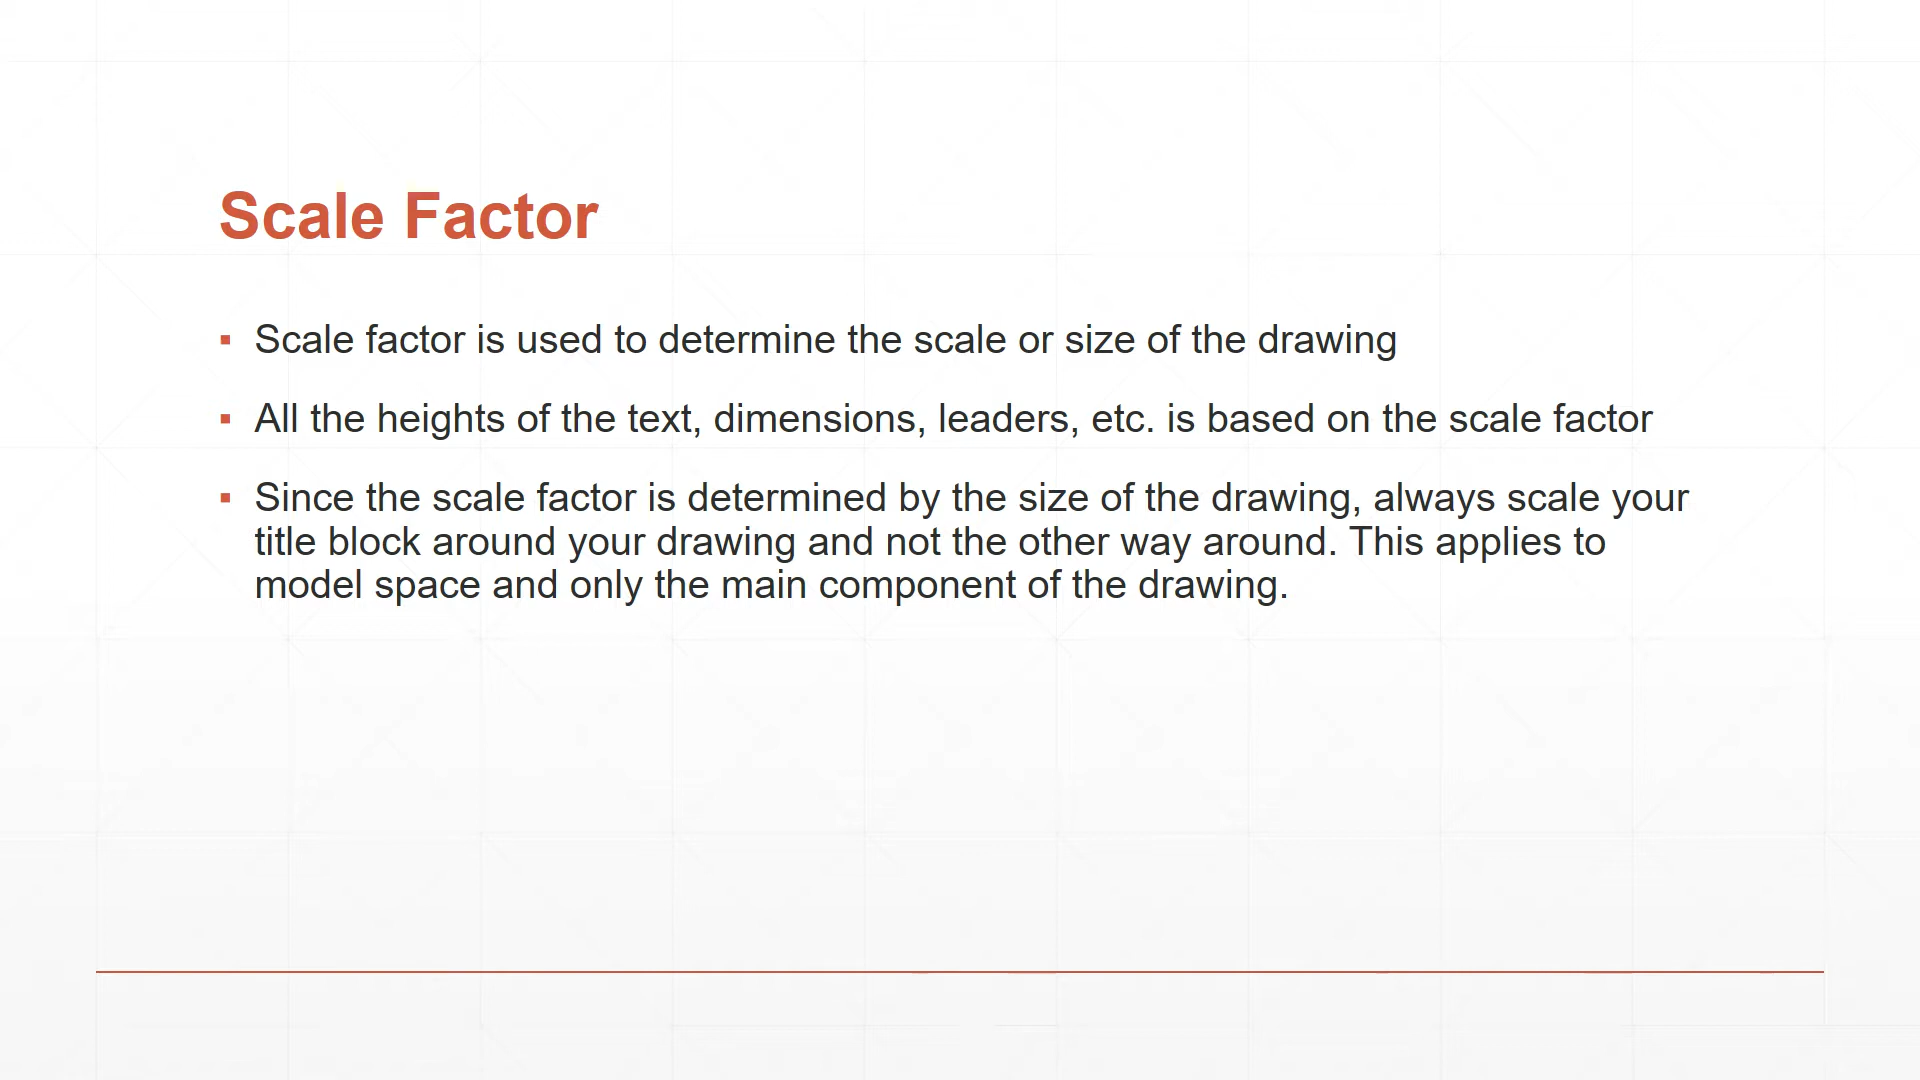 Scale Factor
▪ Scale factor is used to determine the scale or size of the drawing
▪ All the heights of the text, dimensions, leaders, etc. is based on the scale factor
▪ Since the scale factor is determined by the size of the drawing, always scale your
title block around your drawing and not the other way around. This applies to
model space and only the main component of the drawing.